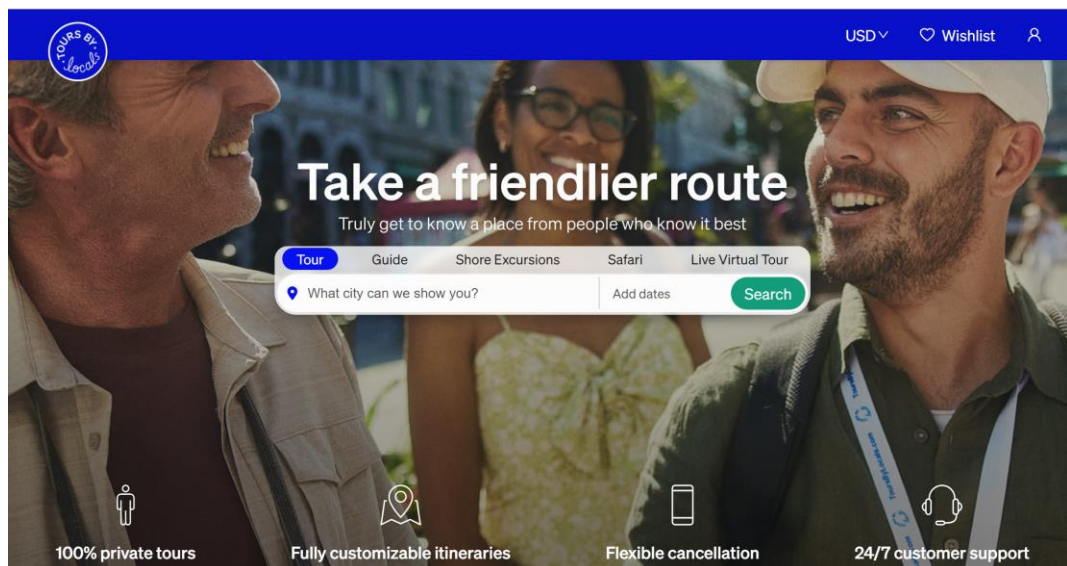 TOURS BY
locals
USD
Wishlist
Take a friendlier route
Truly get to know a place from people who know it best
Tour Guide Shore Excursions Safari Live Virtual Tour
What city can we show you? Add dates Search
ToursByLocals.com
100% private tours Fully customizable itineraries Flexible cancellation 24/7 customer support